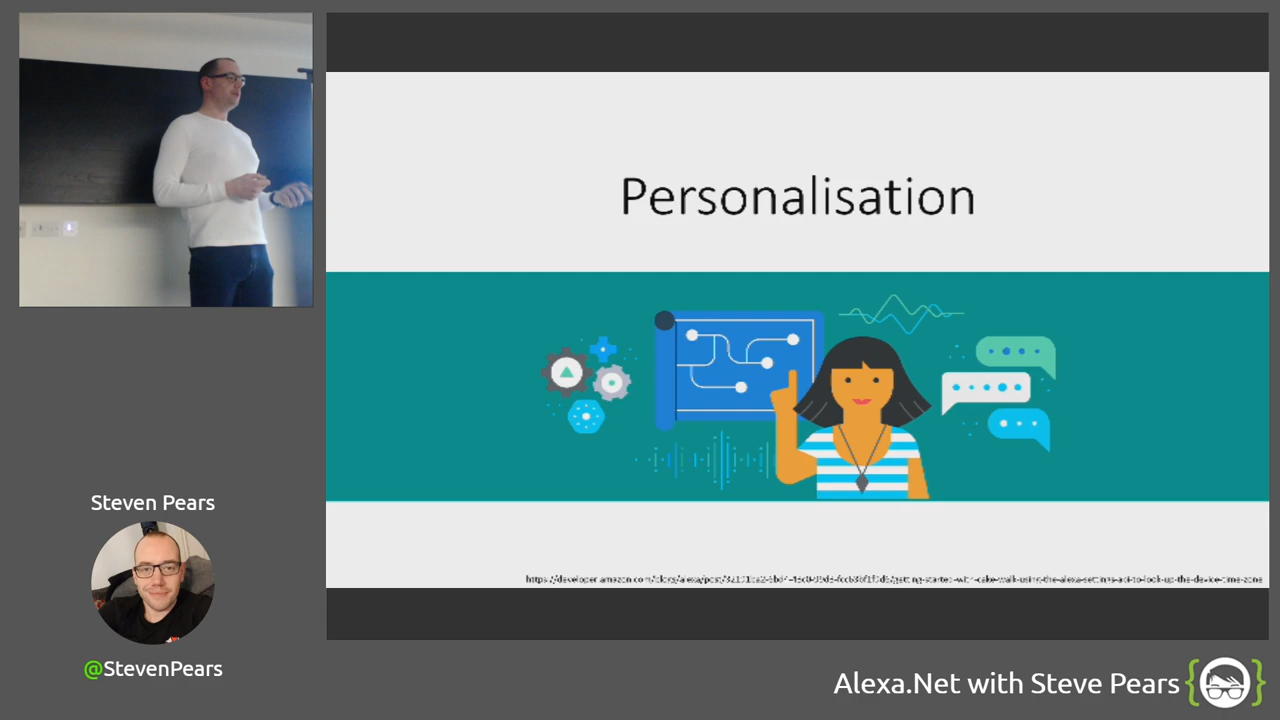 Personalisation
Steven Pears
@StevenPears
Alexa.Net with Steve Pears